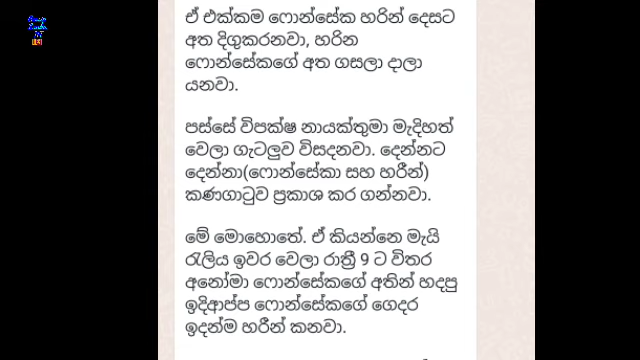 ඒ එක්කම ෆොන්සේක හරින් දෙසට
අත දිගුකරනවා, හරින
ෆොන්සේකගේ අත ගසලා දාලා
යනවා.
පස්සේ විපක්ෂ නායක්තුමා මැදිහත්
වෙලා ගැටලුව විසදනවා. දෙන්නට
දෙන්නා(ෆොන්සේකා සහ හරීන්)
කණගාටුව ප්‍රකාශ කර ගන්නවා.
මේ මොහොතේ. ඒ කියන්නෙ මැයි
රැලිය ඉවර වෙලා රාත්‍රී 9 ට විතර
අනෝමා ෆොන්සේකගේ අතින් හදපු
ඉදිආප්ප ෆොන්සේකගේ ගෙදර
ඉදන්ම හරීන් කනවා.